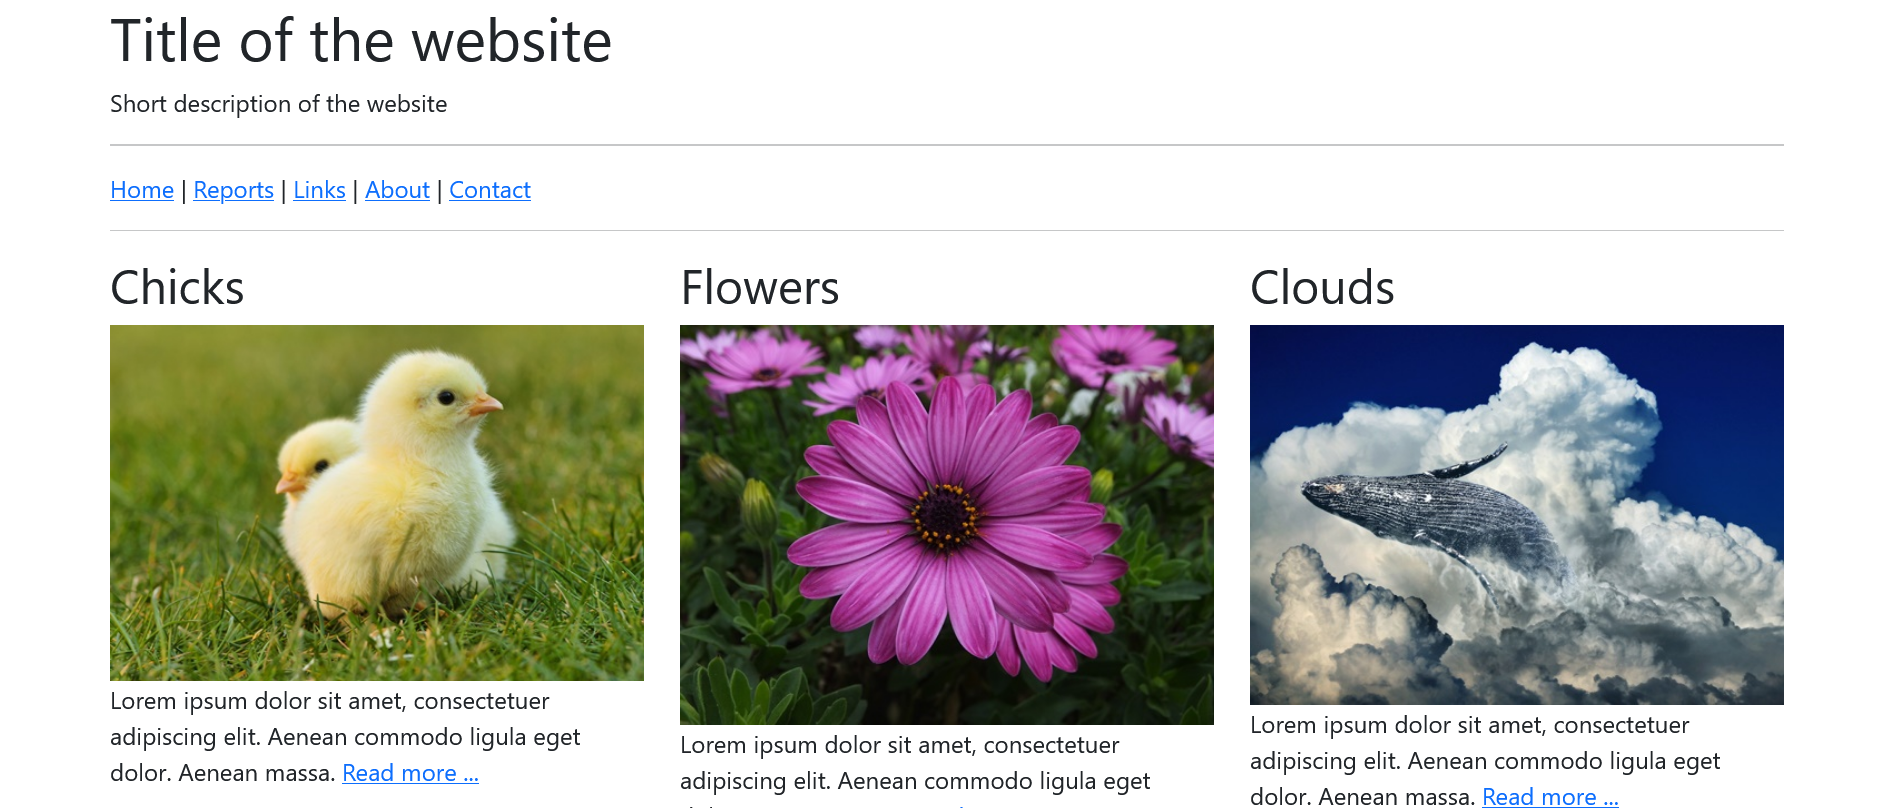 Title of the website
Short description of the website
Home | Reports | Links | About | Contact
Chicks
Lorem ipsum dolor sit amet, consectetuer
adipiscing elit. Aenean commodo ligula eget
dolor. Aenean massa. Read more ...
Flowers
Lorem ipsum dolor sit amet, consectetuer
adipiscing elit. Aenean commodo ligula eget
Clouds
Lorem ipsum dolor sit amet, consectetuer
adipiscing elit. Aenean commodo ligula eget
dolor. Aenean massa. Read more ...